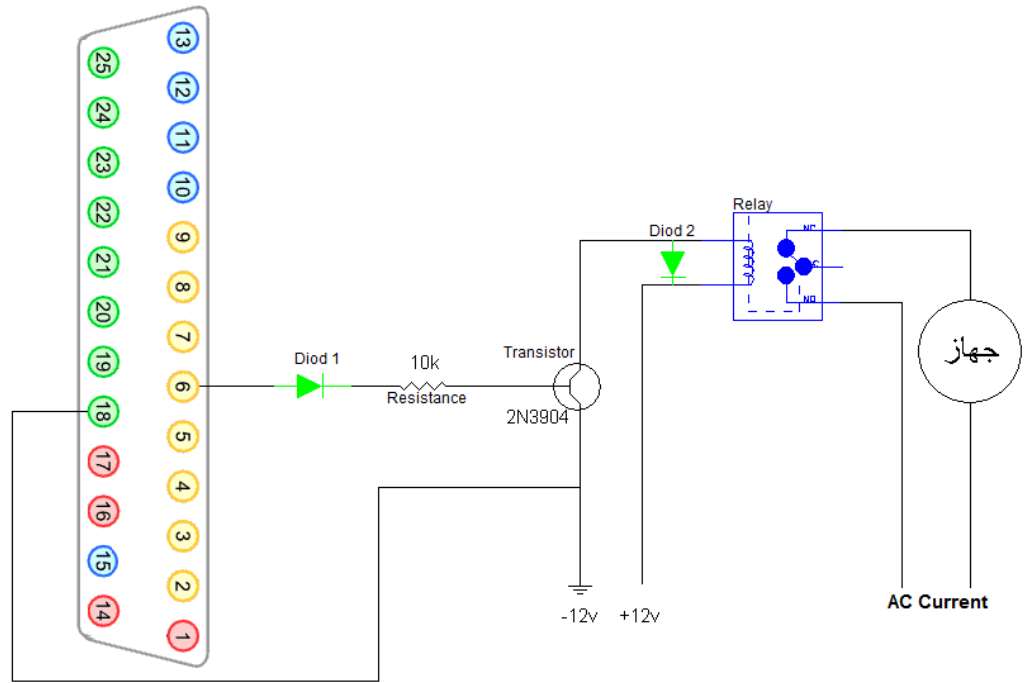 13
25
12
24
11
23
10
22
9
21
8
20
7
19
6
18
5
17
4
16
3
15
2
14
1
Diod 1
10k
Resistance
Transistor
2N3904
Diod 2
Relay
NC
C
NO
جهاز
-12v
+12v
AC Current